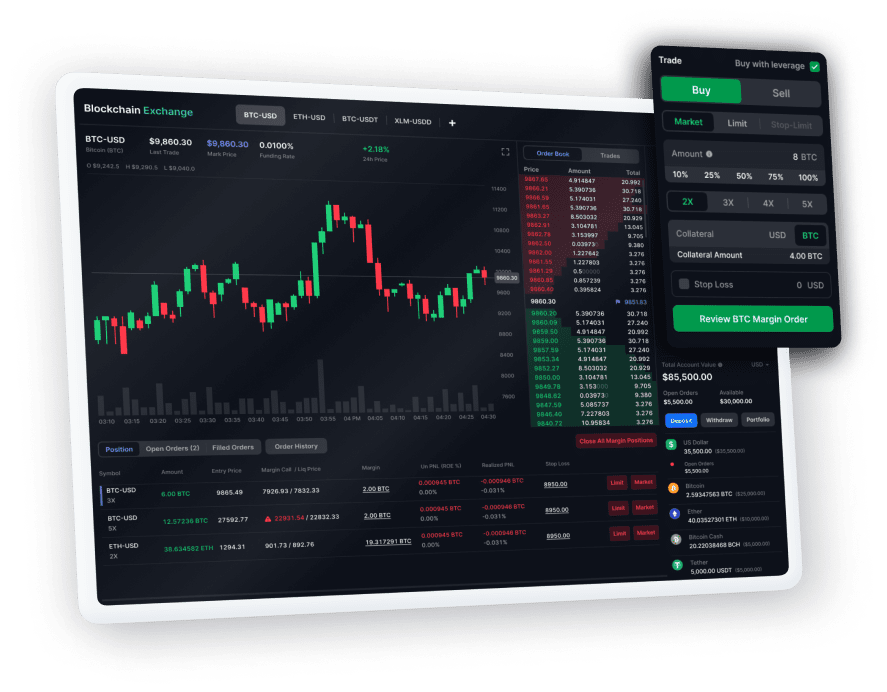 Trade
Buy with leverage
Buy
Sell
Market
Limit
Stop-Limit
Amount
8 BTC
10% 25% 50% 75% 100%
2X 3X 4X 5X
Collateral
USD
BTC
Collateral Amount
4.00 BTC
Stop Loss
0 USD
Review BTC Margin Order
Blockchain Exchange
BTC-USD
ETH-USD
BTC-USDT
XLM-USDD
+
BTC-USD
Bitcoin (BTC)
$9,860.30
Last Trade
$9,860.30
Mark Price
0.0100%
Funding Rate
+2.18%
24h Price
O $9,242.5 H $9,390.5 L $9,040.0
11400
11200
10800
10400
10000
9860.30
9600
9200
8800
8400
8200
7600
03:10 03:15 03:20 03:25 03:30 03:35 03:40 03:45 03:50 03:55 04 PM 04:05 04:10 04:15 04:20 04:25 04:30
Order Book
Trades
Price Amount Total
9867.65 4.914847 20.992
9866.21 5.390736 30.718
9866.59 5.174031 27.240
9861.65 5.390736 30.718
9863.27 8.503032 20.929
9862.91 3.104781 13.045
9862.78 3.153997 9.705
9862.50 0.03973 9.380
9862.00 1.227642 3.276
9861.55 1.227803 3.276
9861.29 0.500000 3.276
9860.85 0.857239 3.276
9860.60 0.395824 3.276
9860.30
9851.83
9860.20 5.390736 30.718
9860.09 5.174031 27.240
9859.50 4.914847 20.992
9859.00 5.390736 30.718
9857.59 5.174031 27.240
9853.34 4.914847 20.992
9852.27 8.503032 20.929
9850.00 3.104781 13.045
9849.78 3.153000 9.705
9848.62 0.03973 9.380
9847.59 5.085737 3.276
9845.40 7.227803 3.276
9840.72 10.95834 3.276
Total Account Value
USD
$85,500.00
Open Orders
$5,500.00
Available
$30,000.00
Deposit
Withdraw
Portfolio
US Dollar
35,500.00 ($35,500.00)
Open Orders
$5,500.00
Bitcoin
2.59347563 BTC ($25,000.00)
Ether
40.03527301 ETH ($10,000.00)
Bitcoin Cash
20.22038468 BCH ($5,000.00)
Tether
5,000.00 USDT ($5,000.00)
Position
Open Orders (2)
Filled Orders
Order History
Close All Margin Positions
Symbol Amount Entry Price Margin Call / Liq Price Margin Un PNL (ROE %) Realized PNL Stop Loss
BTC-USD
3X
6.00 BTC
9865.49
7926.93 / 7832.33
2.00 BTC
0.000945 BTC
0.00%
-0.000946 BTC
-0.031%
8950.00
Limit
Market
BTC-USD
5X
12.57236 BTC
27592.77
22931.54 / 22832.33
2.00 BTC
0.000945 BTC
0.00%
-0.000946 BTC
-0.031%
8950.00
Limit
Market
ETH-USD
2X
38.634582 ETH
1294.31
901.73 / 892.76
19.317291 BTC
0.000945 BTC
0.00%
-0.000946 BTC
-0.031%
8950.00
Limit
Market